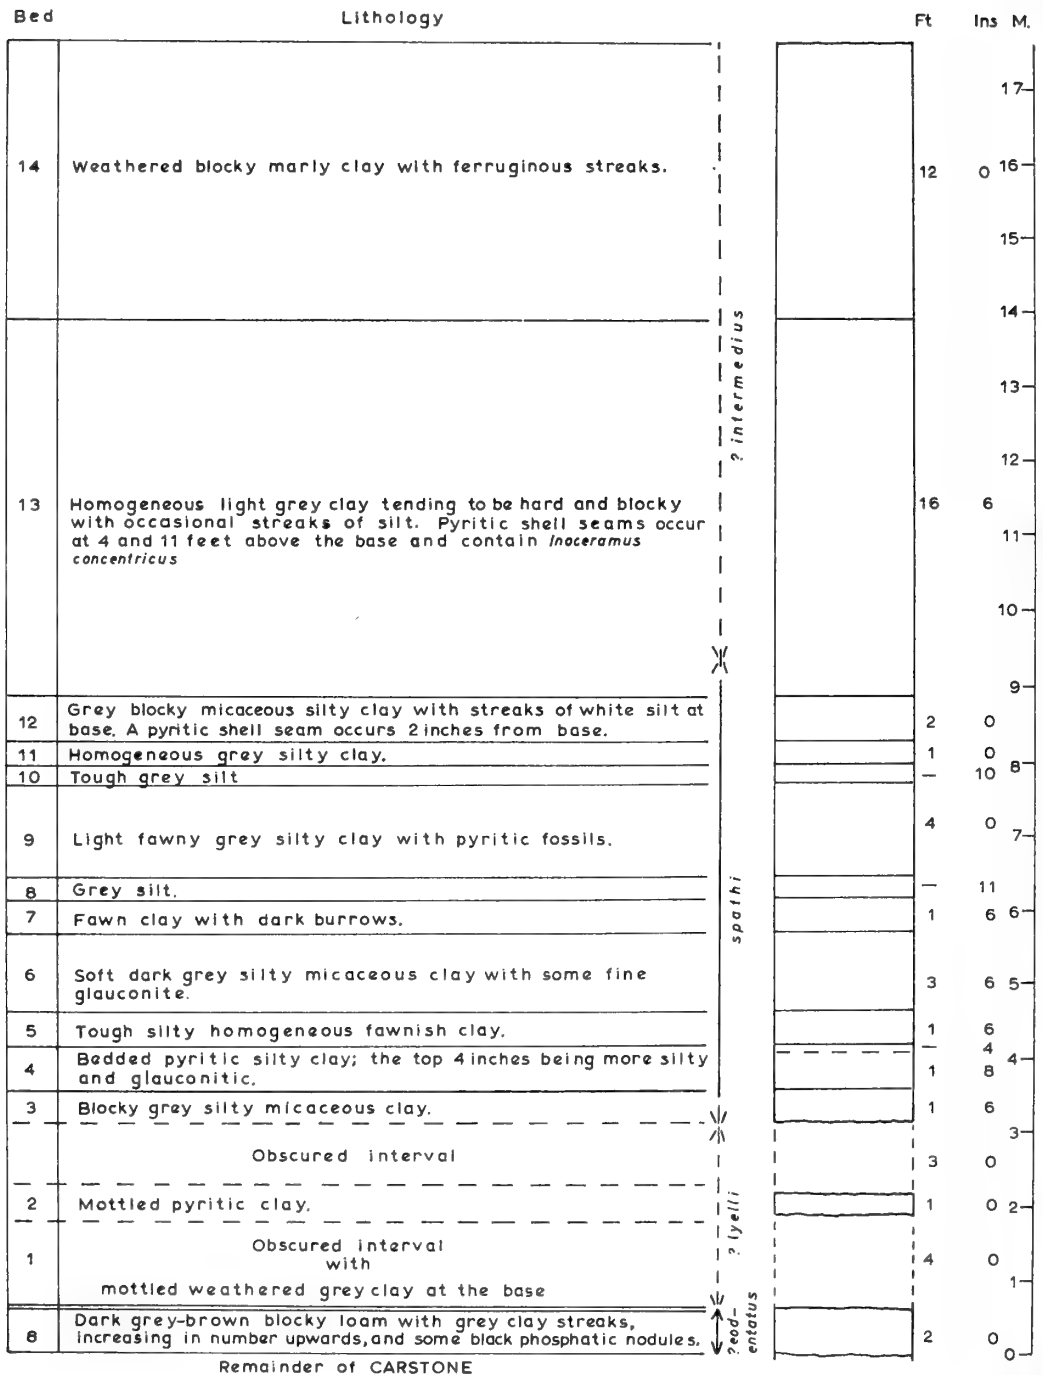 Bed Lithology Ft Ins M.
17
14 Weathered blocky marly clay with ferruginous streaks. 12 0 16
15
14
? intermedius
13
12
13 Homogeneous light grey clay tending to be hard and blocky 16 6
with occasional streaks of silt. Pyritic shell seams occur
at 4 and 11 feet above the base and contain Inoceramus 11
concentricus
10
9
Grey blocky micaceous silty clay with streaks of white silt at
12 base. A pyritic shell seam occurs 2 inches from base. 2 0
11 Homogeneous grey silty clay. 1 0
8
10 Tough grey silt — 10
9 Light fawny grey silty clay with pyritic fossils. 4 0
7
8 Grey silt. — 11
7 Fawn clay with dark burrows. 1 6 6
spathi
6 Soft dark grey silty micaceous clay with some fine 3 6 5
glauconite.
5 Tough silty homogeneous fawnish clay. 1 6
— 4
Bedded pyritic silty clay; the top 4 inches being more silty 4
4 and glauconitic. 1 8
3 Blocky grey silty micaceous clay. 1 6
3
Obscured interval 3 0
2 Mottled pyritic clay. 1 0 2
? lyelli
Obscured interval
1 with 4 0
mottled weathered grey clay at the base 1
Dark grey-brown blocky loam with grey clay streaks,
8 increasing in number upwards, and some black phosphatic nodules. 2 0
?eod-
entatus
0
Remainder of CARSTONE